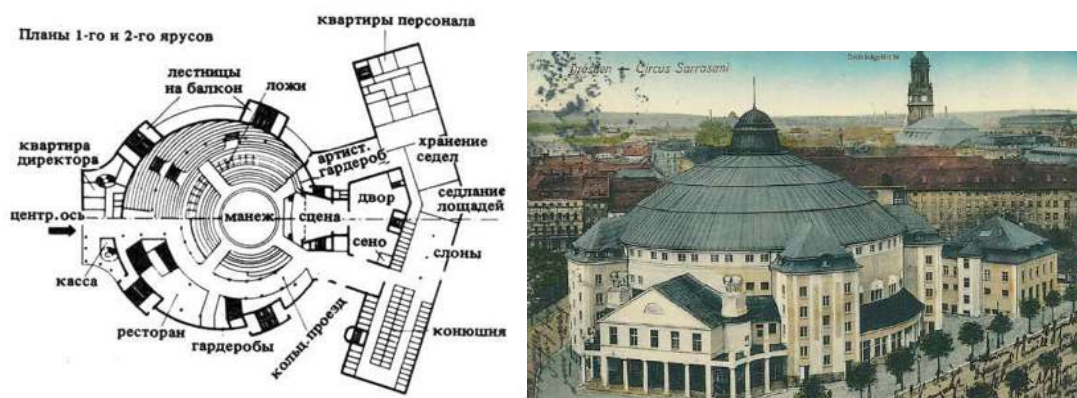 Планы 1-го и 2-го ярусов
квартиры персонала
лестницы
на балкон
ложи
квартира
директора
артист.
гардероб
хранение
седел
двор
седлание
лошадей
центр. ось
манеж
сцена
сено
слоны
касса
ресторан
гардеробы
кольц. проезд
конюшня
Dresden – Circus Sarrasani.